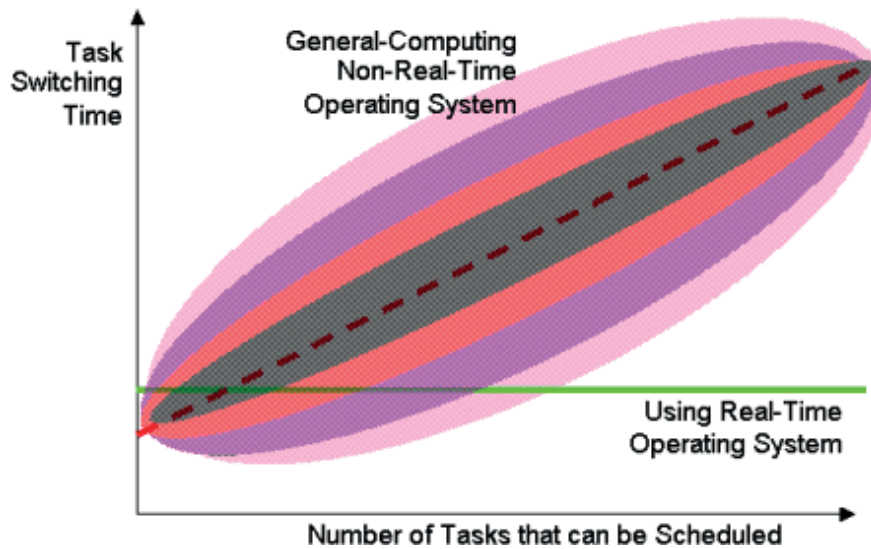 Task
Switching
Time
General-Computing
Non-Real-Time
Operating System
Using Real-Time
Operating System
Number of Tasks that can be Scheduled